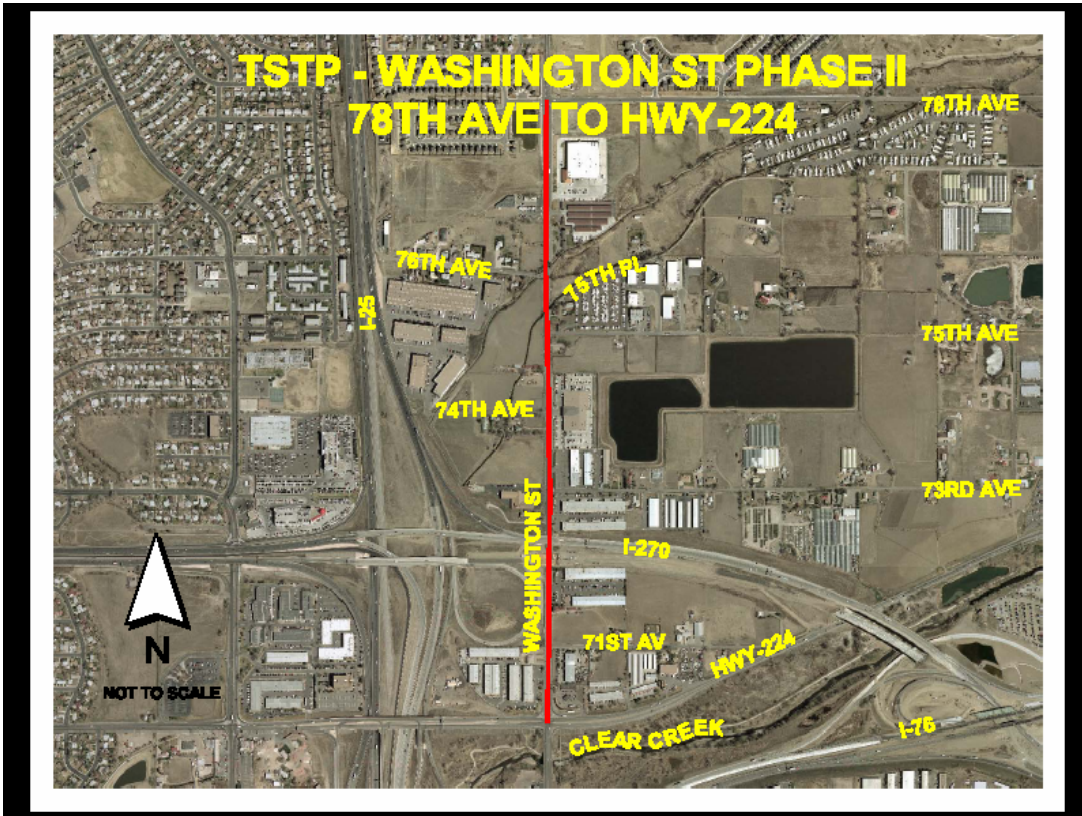 TSTP - WASHINGTON ST PHASE II
78TH AVE TO HWY-224
78TH AVE
76TH AVE
75TH PL
I-25
75TH AVE
74TH AVE
73RD AVE
WASHINGTON ST
I-270
71ST AV
HWY-224
N
NOT TO SCALE
CLEAR CREEK
I-76